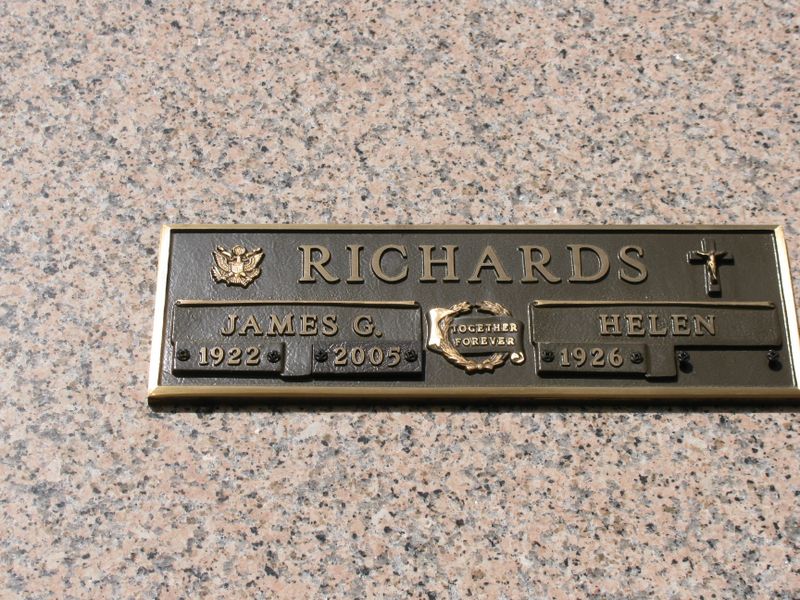 RICHARDS
JAMES G.
1922 2005
TOGETHER
FOREVER
HELEN
1926